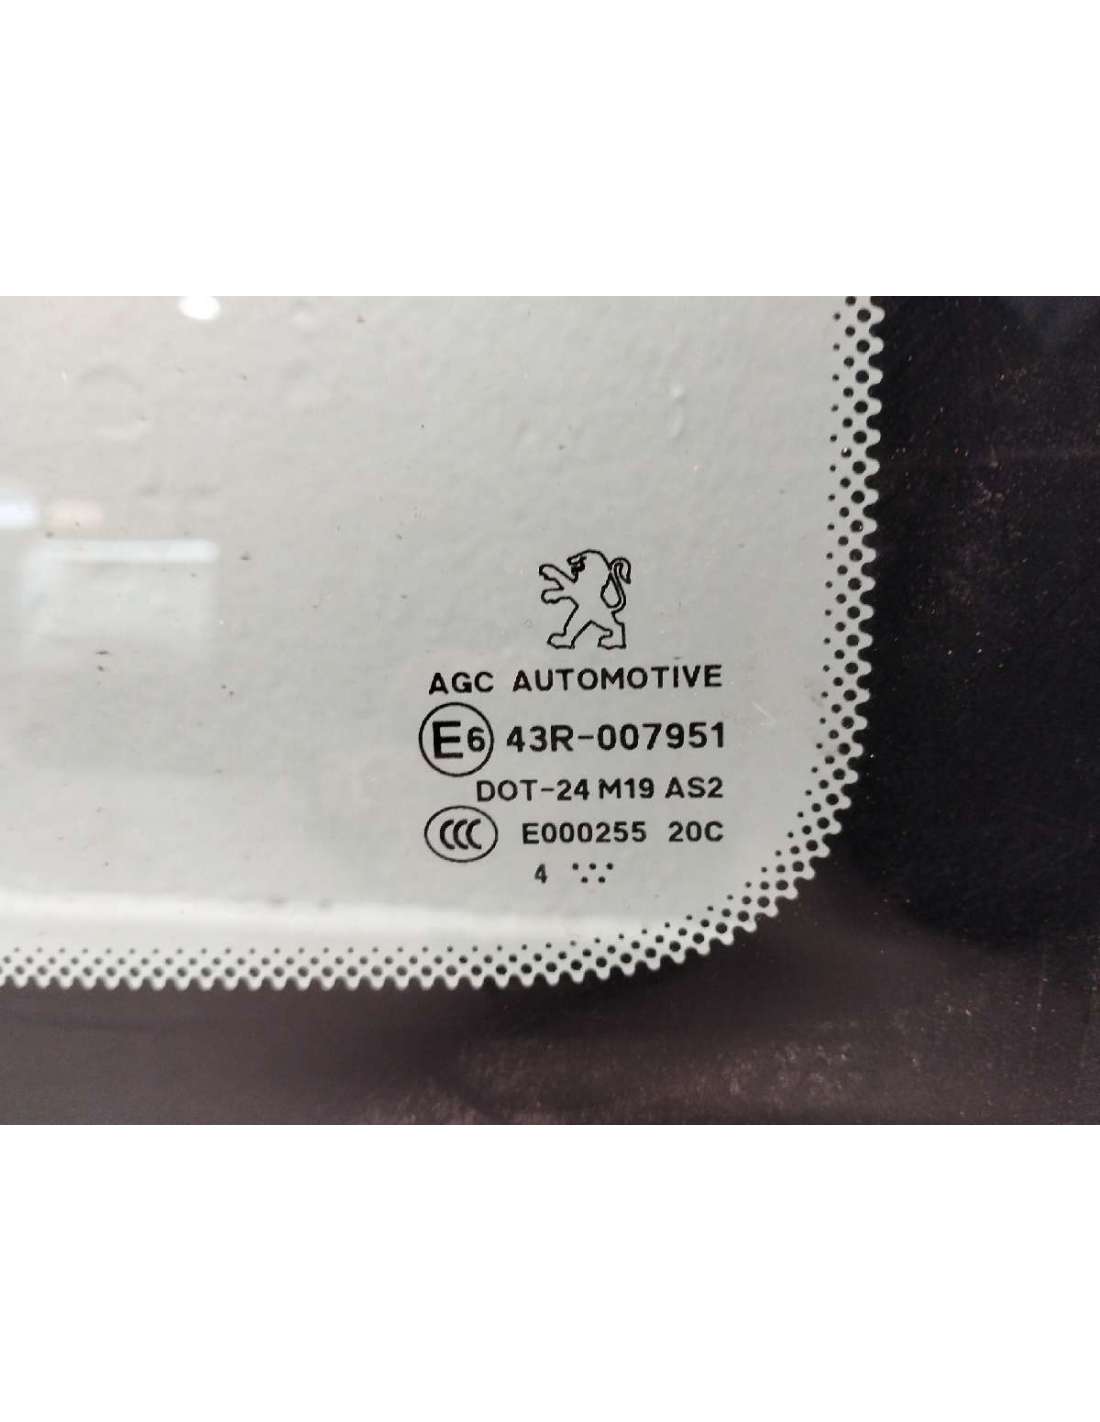 AGC AUTOMOTIVE
E6 43R-007951
DOT-24 M19 AS2
CCC E000255 20C
4